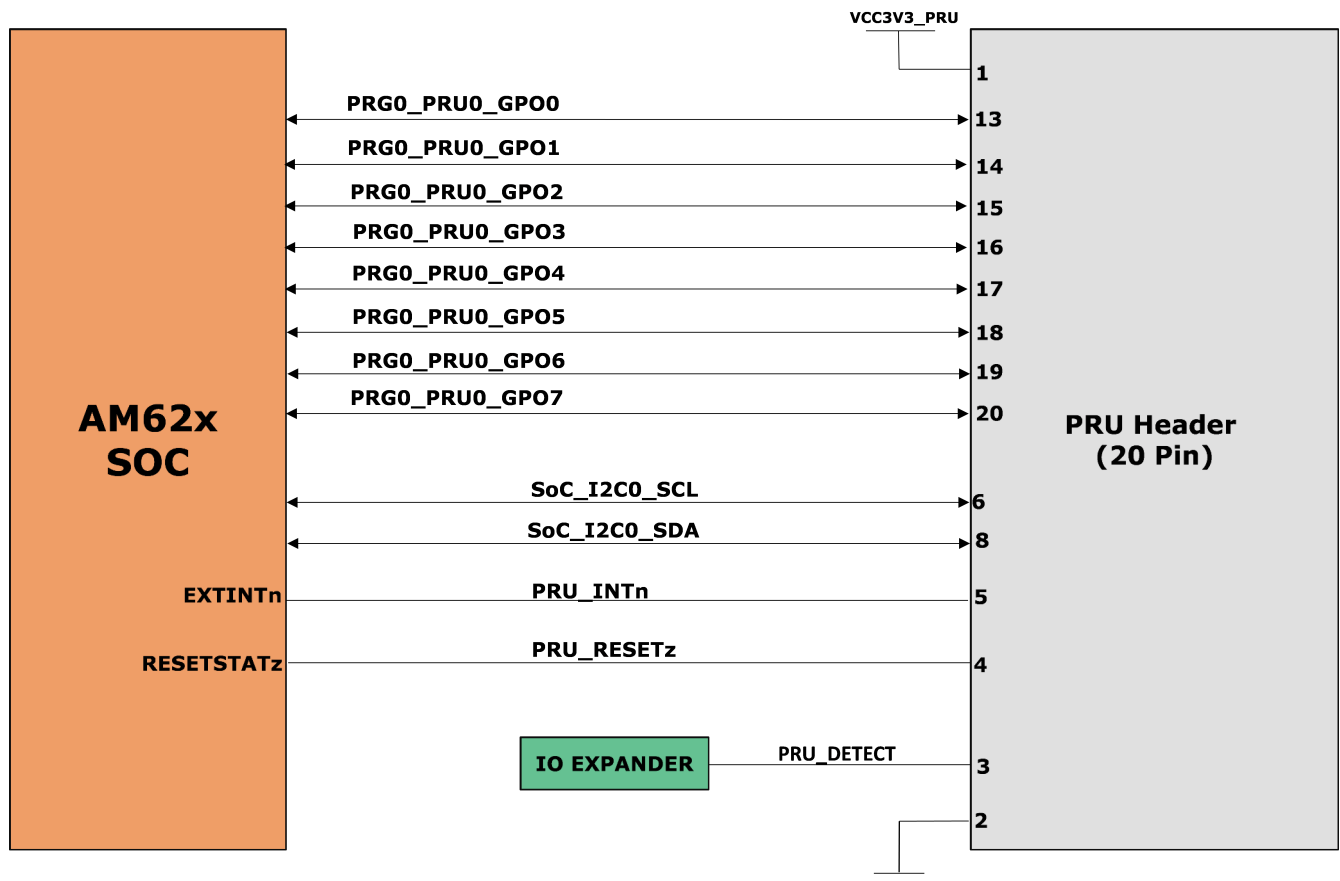 VCC3V3_PRU
1
PRG0_PRU0_GPO0
13
PRG0_PRU0_GPO1
14
PRG0_PRU0_GPO2
15
PRG0_PRU0_GPO3
16
PRG0_PRU0_GPO4
17
PRG0_PRU0_GPO5
18
PRG0_PRU0_GPO6
19
PRG0_PRU0_GPO7
20
AM62x
SOC
PRU Header
(20 Pin)
SoC_I2C0_SCL
6
SoC_I2C0_SDA
8
EXTINTn
PRU_INTn
5
RESETSTATz
PRU_RESETz
4
IO EXPANDER
PRU_DETECT
3
2